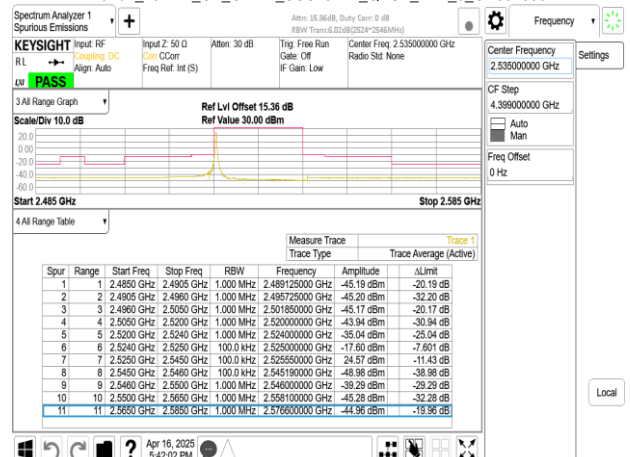 Spectrum Analyzer 1
Spurious Emissions
Attn: 15.36dB, Duty Corr: 0 dB
RBW Trans:6.02dB(2524~2546MHz)
Frequency
KEYSIGHT
RL
LXI
PASS
Input: RF
Coupling: DC
Align: Auto
Input Z: 50 Ω
Corr CCorr
Freq Ref: Int (S)
Atten: 30 dB
Trig: Free Run
Gate: Off
IF Gain: Low
Center Freq: 2.535000000 GHz
Radio Std: None
Center Frequency
2.535000000 GHz
Settings
CF Step
4.399000000 GHz
Auto
Man
Freq Offset
0 Hz
3 All Range Graph
Scale/Div 10.0 dB
Ref Lvl Offset 15.36 dB
Ref Value 30.00 dBm
20.0
0.00
-20.0
-40.0
-60.0
Start 2.485 GHz
Stop 2.585 GHz
4 All Range Table
Measure Trace Trace 1
Trace Type Trace Average (Active)
Spur Range Start Freq Stop Freq RBW Frequency Amplitude ΔLimit
1 1 2.4850 GHz 2.4905 GHz 1.000 MHz 2.489125000 GHz -45.19 dBm -20.19 dB
2 2 2.4905 GHz 2.4960 GHz 1.000 MHz 2.495725000 GHz -45.20 dBm -32.20 dB
3 3 2.4960 GHz 2.5050 GHz 1.000 MHz 2.501850000 GHz -45.17 dBm -20.17 dB
4 4 2.5050 GHz 2.5200 GHz 1.000 MHz 2.520000000 GHz -43.94 dBm -30.94 dB
5 5 2.5200 GHz 2.5240 GHz 1.000 MHz 2.524000000 GHz -35.04 dBm -25.04 dB
6 6 2.5240 GHz 2.5250 GHz 100.0 kHz 2.525000000 GHz -17.60 dBm -7.601 dB
7 7 2.5250 GHz 2.5450 GHz 100.0 kHz 2.525550000 GHz 24.57 dBm -11.43 dB
8 8 2.5450 GHz 2.5460 GHz 100.0 kHz 2.545190000 GHz -48.98 dBm -38.98 dB
9 9 2.5460 GHz 2.5500 GHz 1.000 MHz 2.546000000 GHz -39.29 dBm -29.29 dB
10 10 2.5500 GHz 2.5650 GHz 1.000 MHz 2.558100000 GHz -45.28 dBm -32.28 dB
11 11 2.5650 GHz 2.5850 GHz 1.000 MHz 2.576600000 GHz -44.96 dBm -19.96 dB
Local
Apr 16, 2025
5:42:02 PM